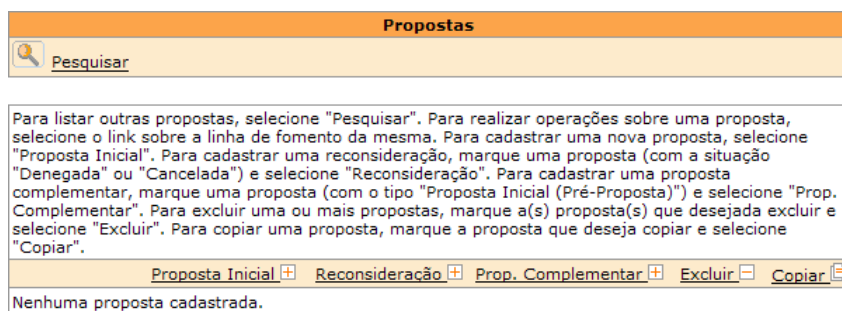 Propostas
Pesquisar
Para listar outras propostas, selecione "Pesquisar". Para realizar operações sobre uma proposta,
selecione o link sobre a linha de fomento da mesma. Para cadastrar uma nova proposta, selecione
"Proposta Inicial". Para cadastrar uma reconsideração, marque uma proposta (com a situação
"Denegada" ou "Cancelada") e selecione "Reconsideração". Para cadastrar uma proposta
complementar, marque uma proposta (com o tipo "Proposta Inicial (Pré-Proposta)") e selecione "Prop.
Complementar". Para excluir uma ou mais propostas, marque a(s) proposta(s) que desejada excluir e
selecione "Excluir". Para copiar uma proposta, marque a proposta que deseja copiar e selecione
"Copiar".
Proposta Inicial Reconsideração Prop. Complementar Excluir Copiar
Nenhuma proposta cadastrada.